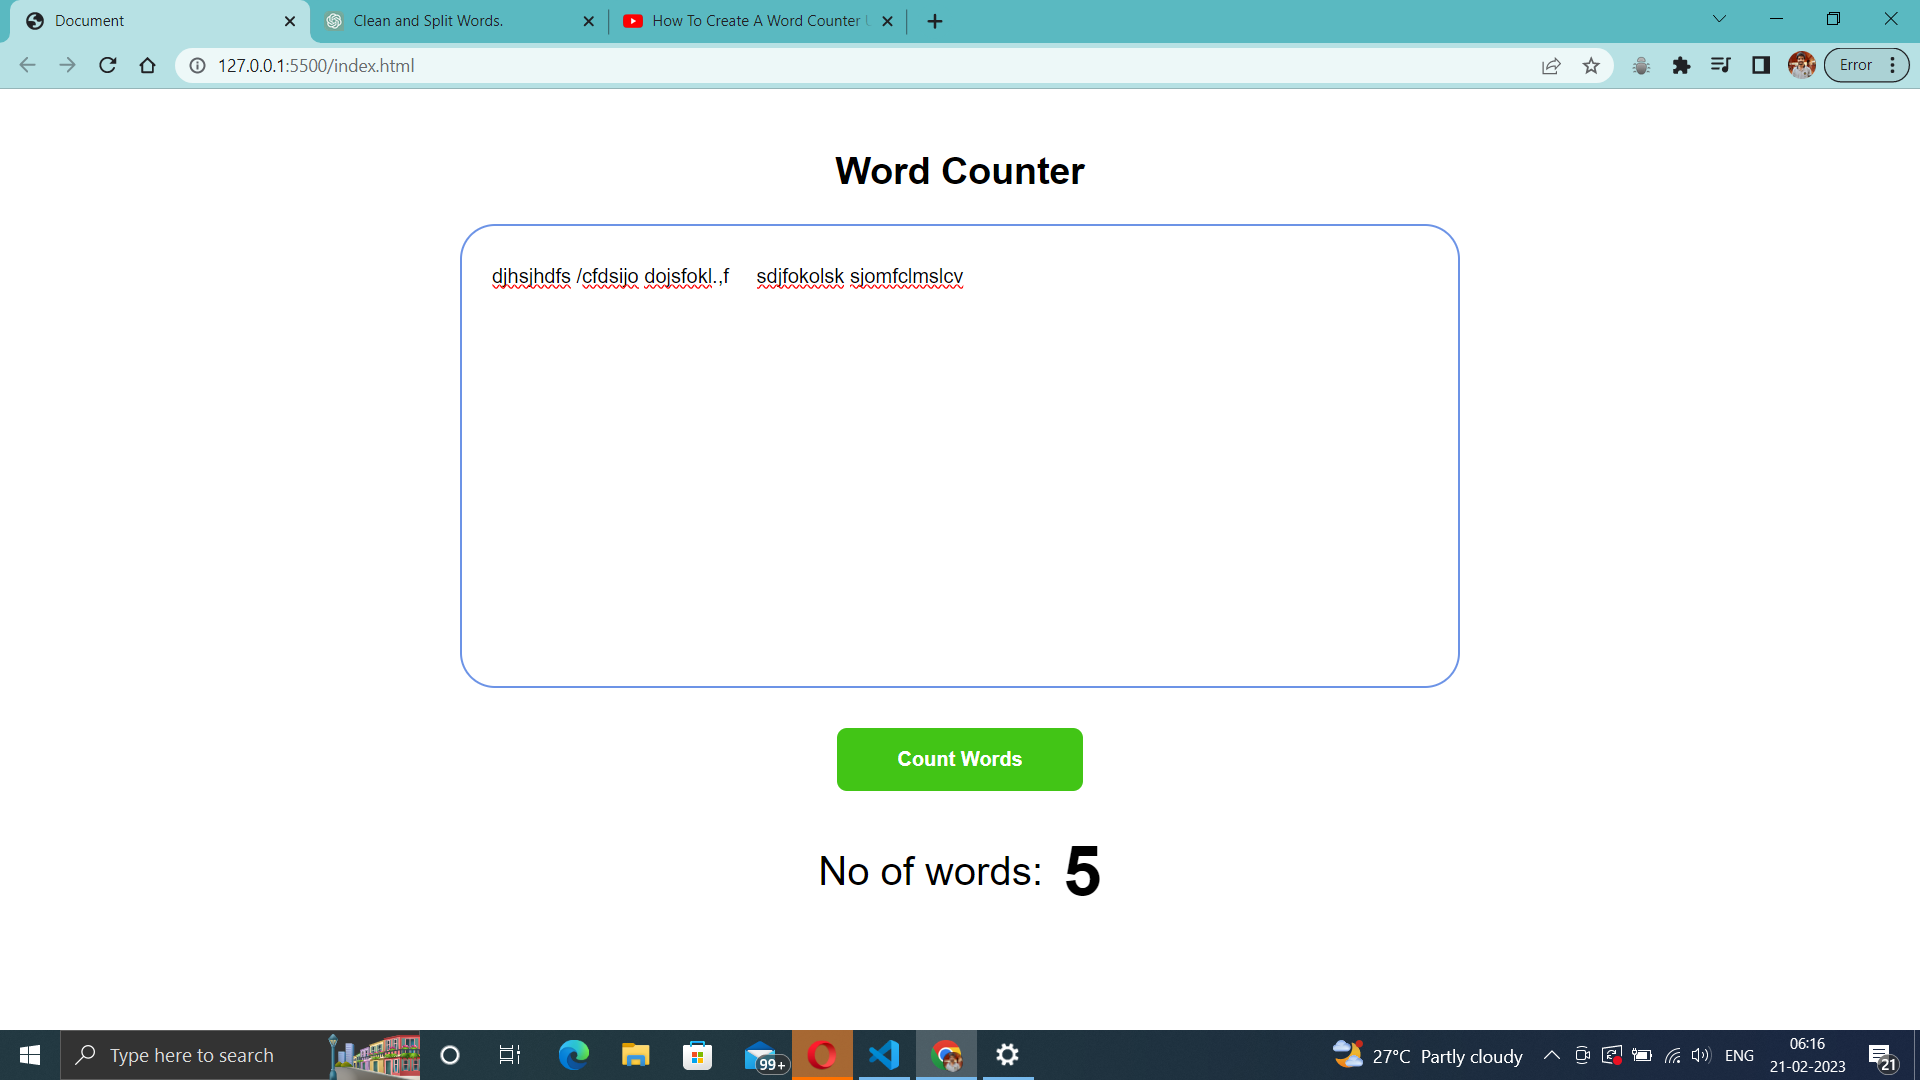 Document
Clean and Split Words.
How To Create A Word Counter
127.0.0.1:5500/index.html
Error
Word Counter
djhsjhdfs /cfdsijo dojsfokl.,f     sdjfokolsk sjomfclmslcv
Count Words
No of words: 5
Type here to search
99+
27°C Partly cloudy
ENG
06:16
21-02-2023
21